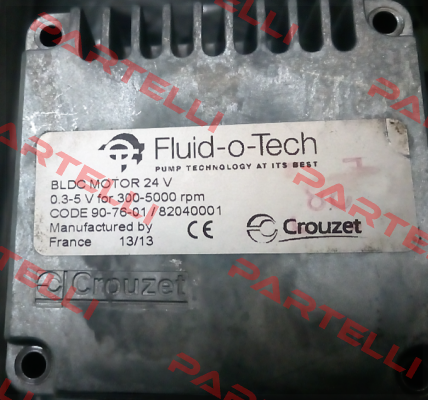 Fluid-o-Tech
PUMP TECHNOLOGY AT ITS BEST
BLDC MOTOR 24 V
0.3-5 V for 300-5000 rpm
CODE 90-76-01 / 82040001
Manufactured by
France 13/13
CE
Crouzet
Crouzet
PARTELLI
PARTELLI
PARTELLI
PARTELLI
PARTELLI